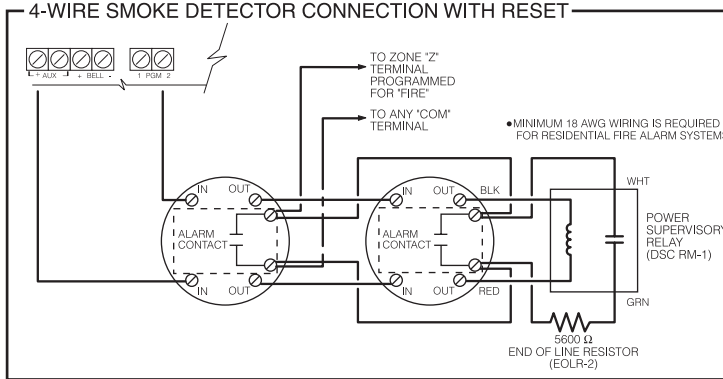 4-WIRE SMOKE DETECTOR CONNECTION WITH RESET
+ AUX - + BELL - 1 PGM 2
TO ZONE "Z"
TERMINAL
PROGRAMMED
FOR "FIRE"
TO ANY "COM"
TERMINAL
•MINIMUM 18 AWG WIRING IS REQUIRED
FOR RESIDENTIAL FIRE ALARM SYSTEMS
IN OUT
ALARM
CONTACT
IN OUT
IN OUT BLK
ALARM
CONTACT
IN OUT RED
WHT
POWER
SUPERVISORY
RELAY
(DSC RM-1)
GRN
5600 Ω
END OF LINE RESISTOR
(EOLR-2)